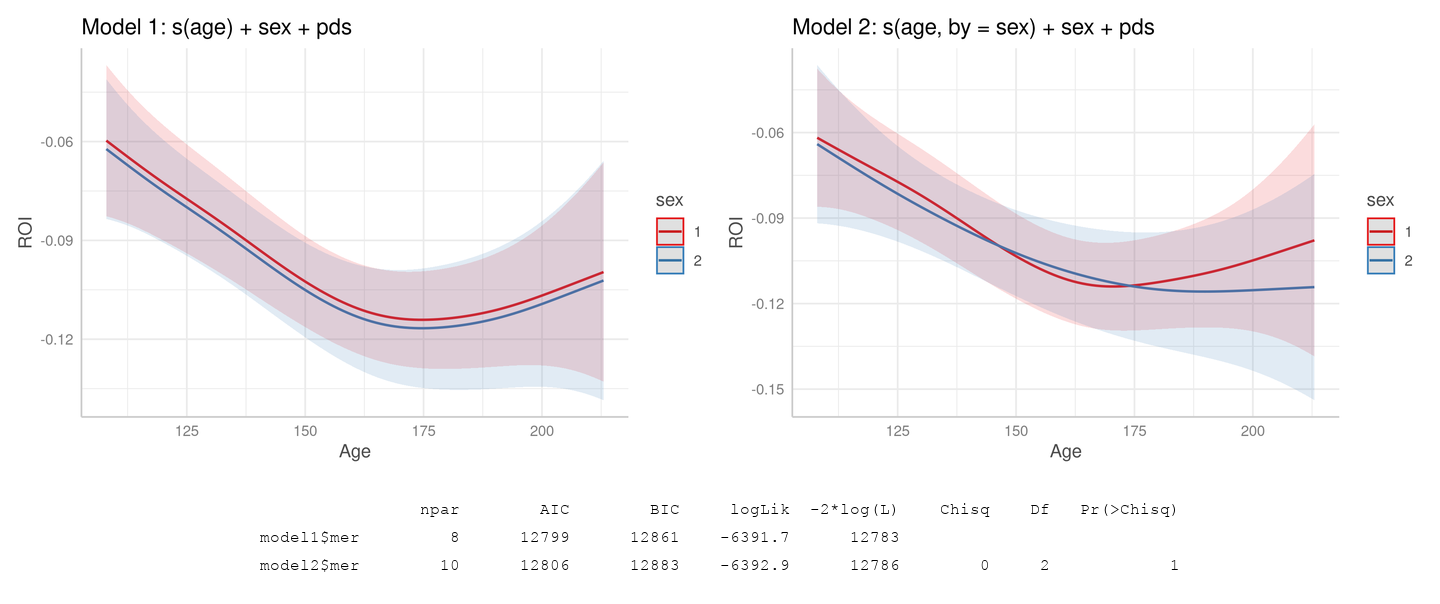 Model 1: s(age) + sex + pds
-0.06
-0.09
-0.12
ROI
125 150 175 200
Age
sex
1
2
Model 2: s(age, by = sex) + sex + pds
-0.06
-0.09
-0.12
-0.15
ROI
125 150 175 200
Age
sex
1
2
npar AIC BIC logLik -2*log(L) Chisq Df Pr(>Chisq)
model1$mer 8 12799 12861 -6391.7 12783
model2$mer 10 12806 12883 -6392.9 12786 0 2 1